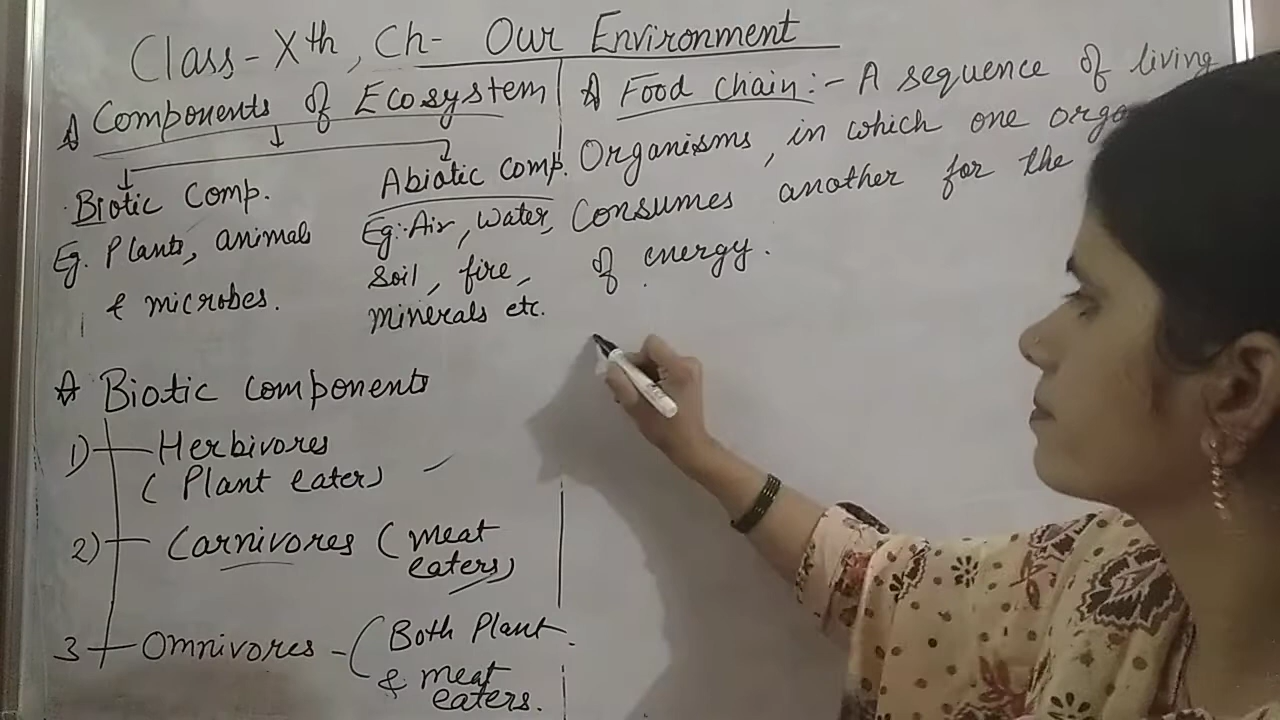 Class - Xth, Ch- Our Environment
Components of Ecosystem
Biotic Comp.
Eg. Plants, animals
& microbes.
Abiotic comp.
Eg:- Air, water,
soil, fire,
minerals etc.
Biotic components
1) Herbivores
(Plant eater)
2) Carnivores (meat
eaters)
3 Omnivores - (Both Plant
& meat
eaters.
Food chain :- A sequence of living
Organisms, in which one orga
Consumes another for the
of energy.